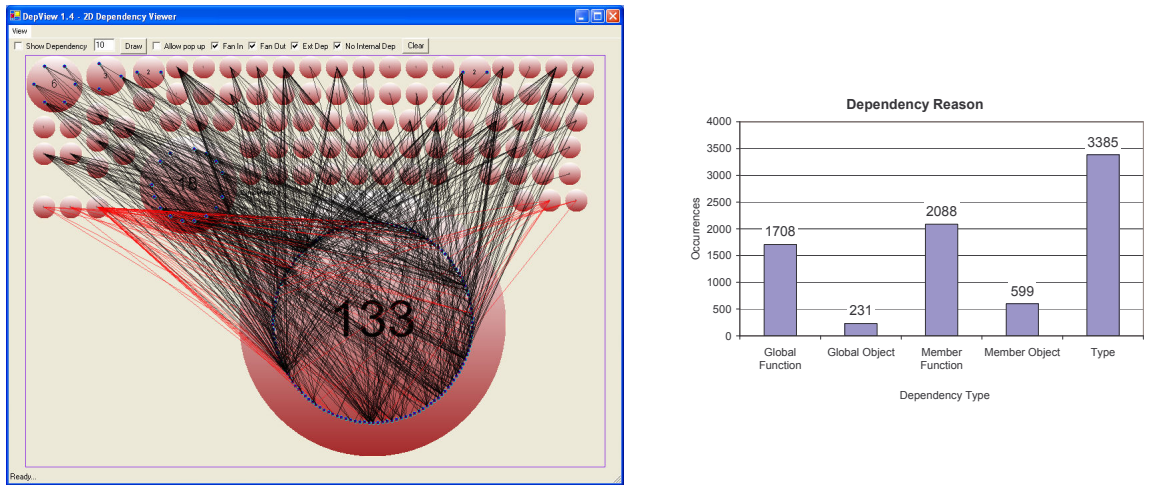 DepView 1.4 - 2D Dependency Viewer
View
Show Dependency 10 Draw Allow pop up Fan In Fan Out Ext Dep No Internal Dep Clear
6 3 2 2
18
133
Ready...
Dependency Reason
4000
3500
3000
2500
2000
1500
1000
500
0
Occurrences
1708
231
2088
599
3385
Global Function
Global Object
Member Function
Member Object
Type
Dependency Type